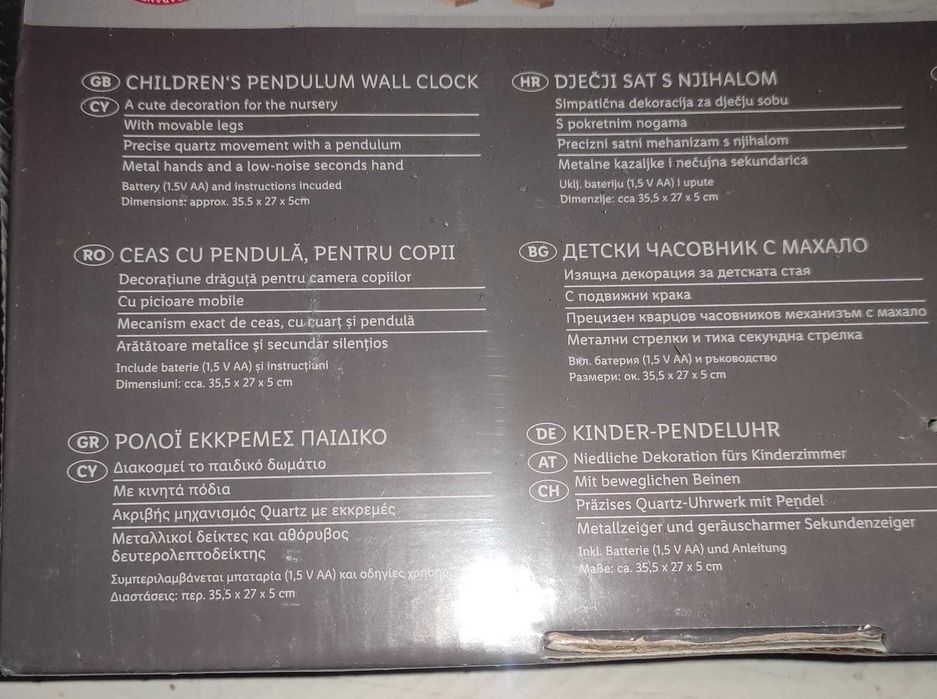 GB CHILDREN'S PENDULUM WALL CLOCK
CY A cute decoration for the nursery
With movable legs
Precise quartz movement with a pendulum
Metal hands and a low-noise seconds hand
Battery (1.5V AA) and instructions incuded
Dimensions: approx. 35.5 x 27 x 5cm
HR DJEČJI SAT S NJIHALOM
Simpatična dekoracija za dječju sobu
S pokretnim nogama
Precizni satni mehanizam s njihalom
Metalne kazaljke i nečujna sekundarica
Uklj. bateriju (1,5 V AA) i upute
Dimenzije: cca 35,5 x 27 x 5 cm
RO CEAS CU PENDULĂ, PENTRU COPII
Decorațiune drăguță pentru camera copiilor
Cu picioare mobile
Mecanism exact de ceas, cu cuarț și pendulă
Arătătoare metalice și secundar silențios
Include baterie (1,5 V AA) și instrucțiuni
Dimensiuni: cca. 35,5 x 27 x 5 cm
BG ДЕТСКИ ЧАСОВНИК С МАХАЛО
Изящна декорация за детската стая
С подвижни крака
Прецизен кварцов часовников механизъм с махало
Метални стрелки и тиха секундна стрелка
Вкл. батерия (1,5 V AA) и ръководство
Размери: ок. 35,5 x 27 x 5 cm
GR ΡΟΛΟΪ ΕΚΚΡΕΜΕΣ ΠΑΙΔΙΚΟ
CY Διακοσμεί το παιδικό δωμάτιο
Με κινητά πόδια
Ακριβής μηχανισμός Quartz με εκκρεμές
Μεταλλικοί δείκτες και αθόρυβος
δευτερολεπτοδείκτης
Συμπεριλαμβάνεται μπαταρία (1,5 V AA) και οδηγίες χρήσης
Διαστάσεις: περ. 35,5 x 27 x 5 cm
DE KINDER-PENDELUHR
AT Niedliche Dekoration fürs Kinderzimmer
CH Mit beweglichen Beinen
Präzises Quartz-Uhrwerk mit Pendel
Metallzeiger und geräuscharmer Sekundenzeiger
Inkl. Batterie (1,5 V AA) und Anleitung
Maße: ca. 35,5 x 27 x 5 cm